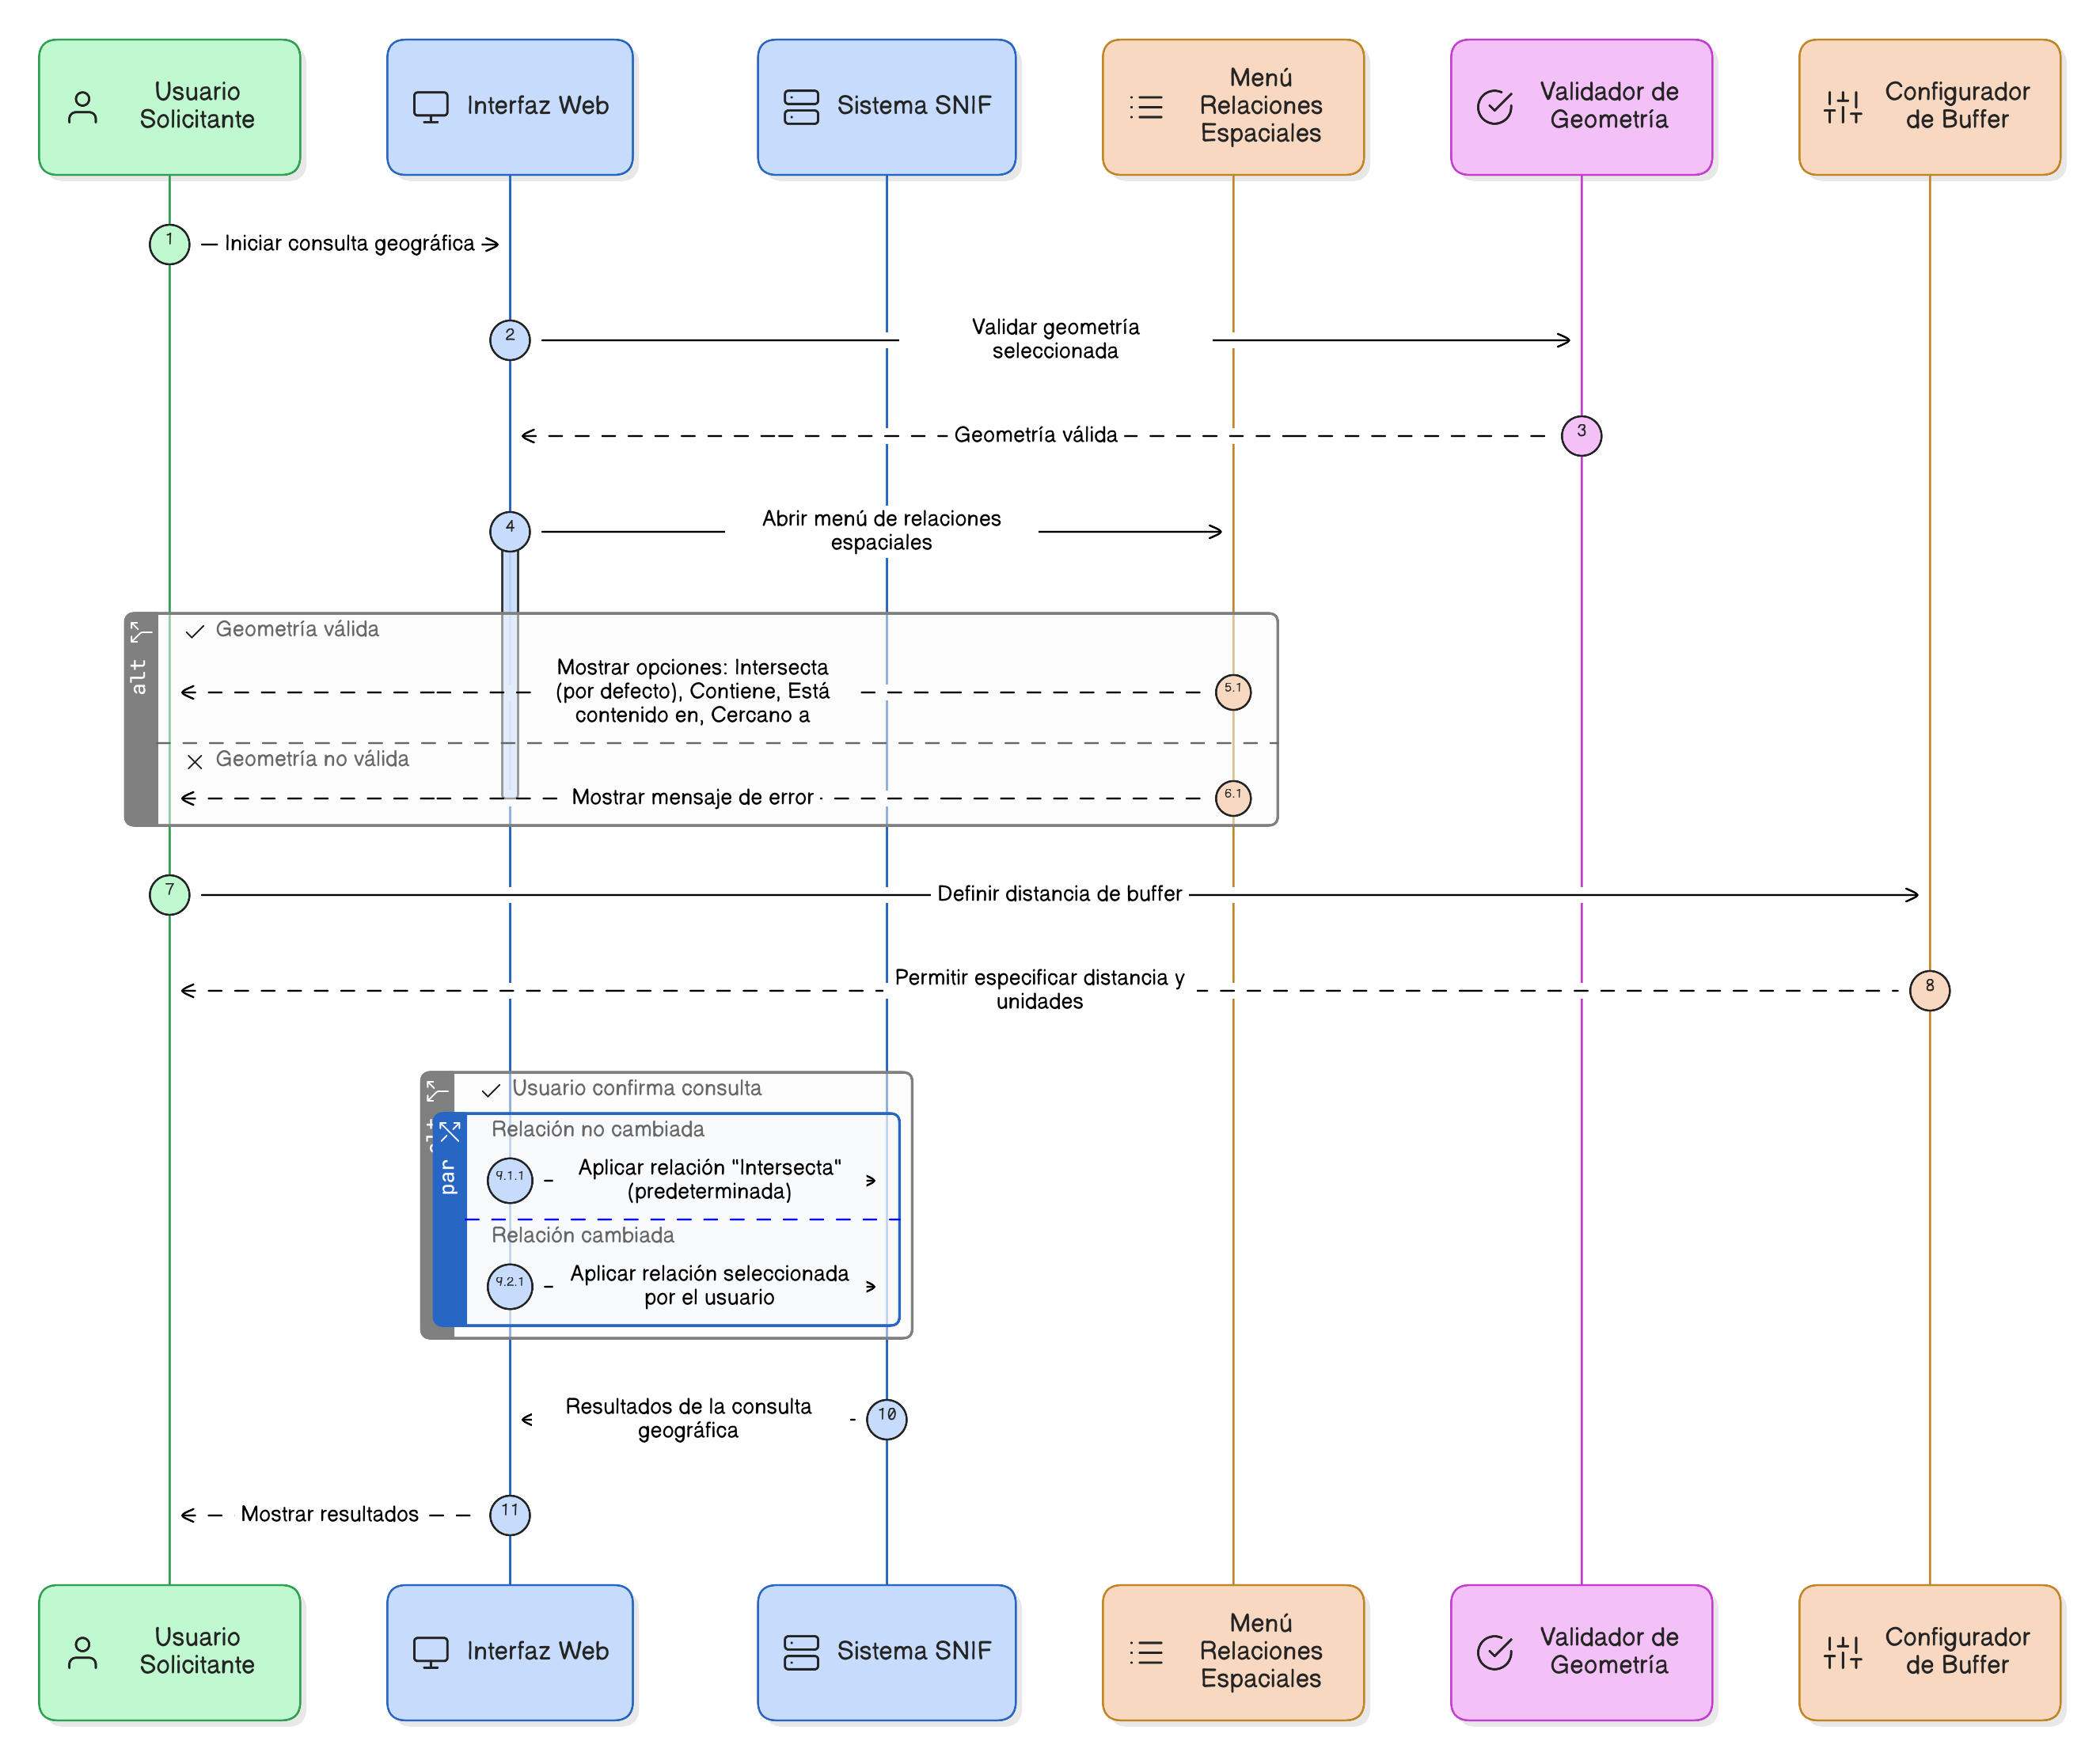 Usuario
Solicitante
Interfaz Web
Sistema SNIF
Menú
Relaciones
Espaciales
Validador de
Geometría
Configurador
de Buffer
1
Iniciar consulta geográfica
2
Validar geometría
seleccionada
Geometría válida
3
4
Abrir menú de relaciones
espaciales
alt
Geometría válida
Mostrar opciones: Intersecta
(por defecto), Contiene, Está
contenido en, Cercano a
5.1
Geometría no válida
Mostrar mensaje de error
6.1
7
Definir distancia de buffer
Permitir especificar distancia y
unidades
8
Usuario confirma consulta
par
Relación no cambiada
9.1.1
Aplicar relación "Intersecta"
(predeterminada)
Relación cambiada
9.2.1
Aplicar relación seleccionada
por el usuario
Resultados de la consulta
geográfica
10
Mostrar resultados
11
Usuario
Solicitante
Interfaz Web
Sistema SNIF
Menú
Relaciones
Espaciales
Validador de
Geometría
Configurador
de Buffer